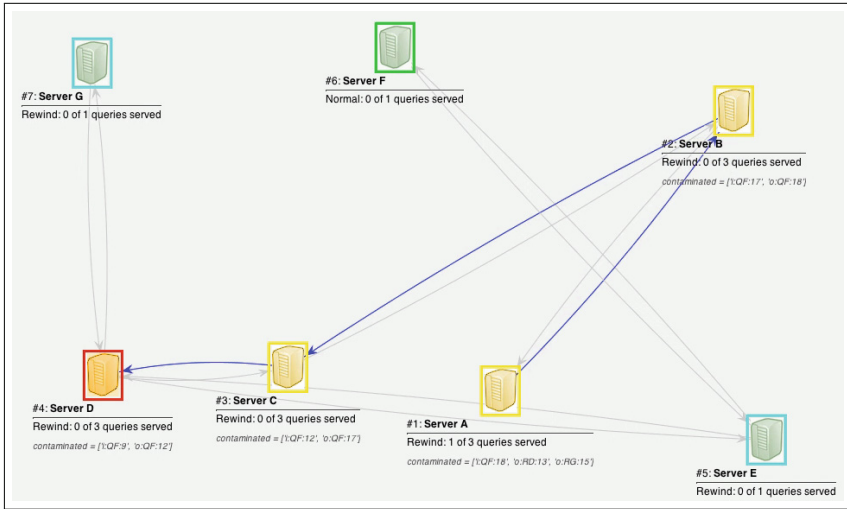 #7: Server G
Rewind: 0 of 1 queries served
#6: Server F
Normal: 0 of 1 queries served
#2: Server B
Rewind: 0 of 3 queries served
contaminated = ['i:QF:17', 'o:QF:18']
#4: Server D
Rewind: 0 of 3 queries served
contaminated = ['i:QF:9', 'o:QF:12']
#3: Server C
Rewind: 0 of 3 queries served
contaminated = ['i:QF:12', 'o:QF:17']
#1: Server A
Rewind: 1 of 3 queries served
contaminated = ['i:QF:18', 'o:RD:13', 'o:RG:15']
#5: Server E
Rewind: 0 of 1 queries served